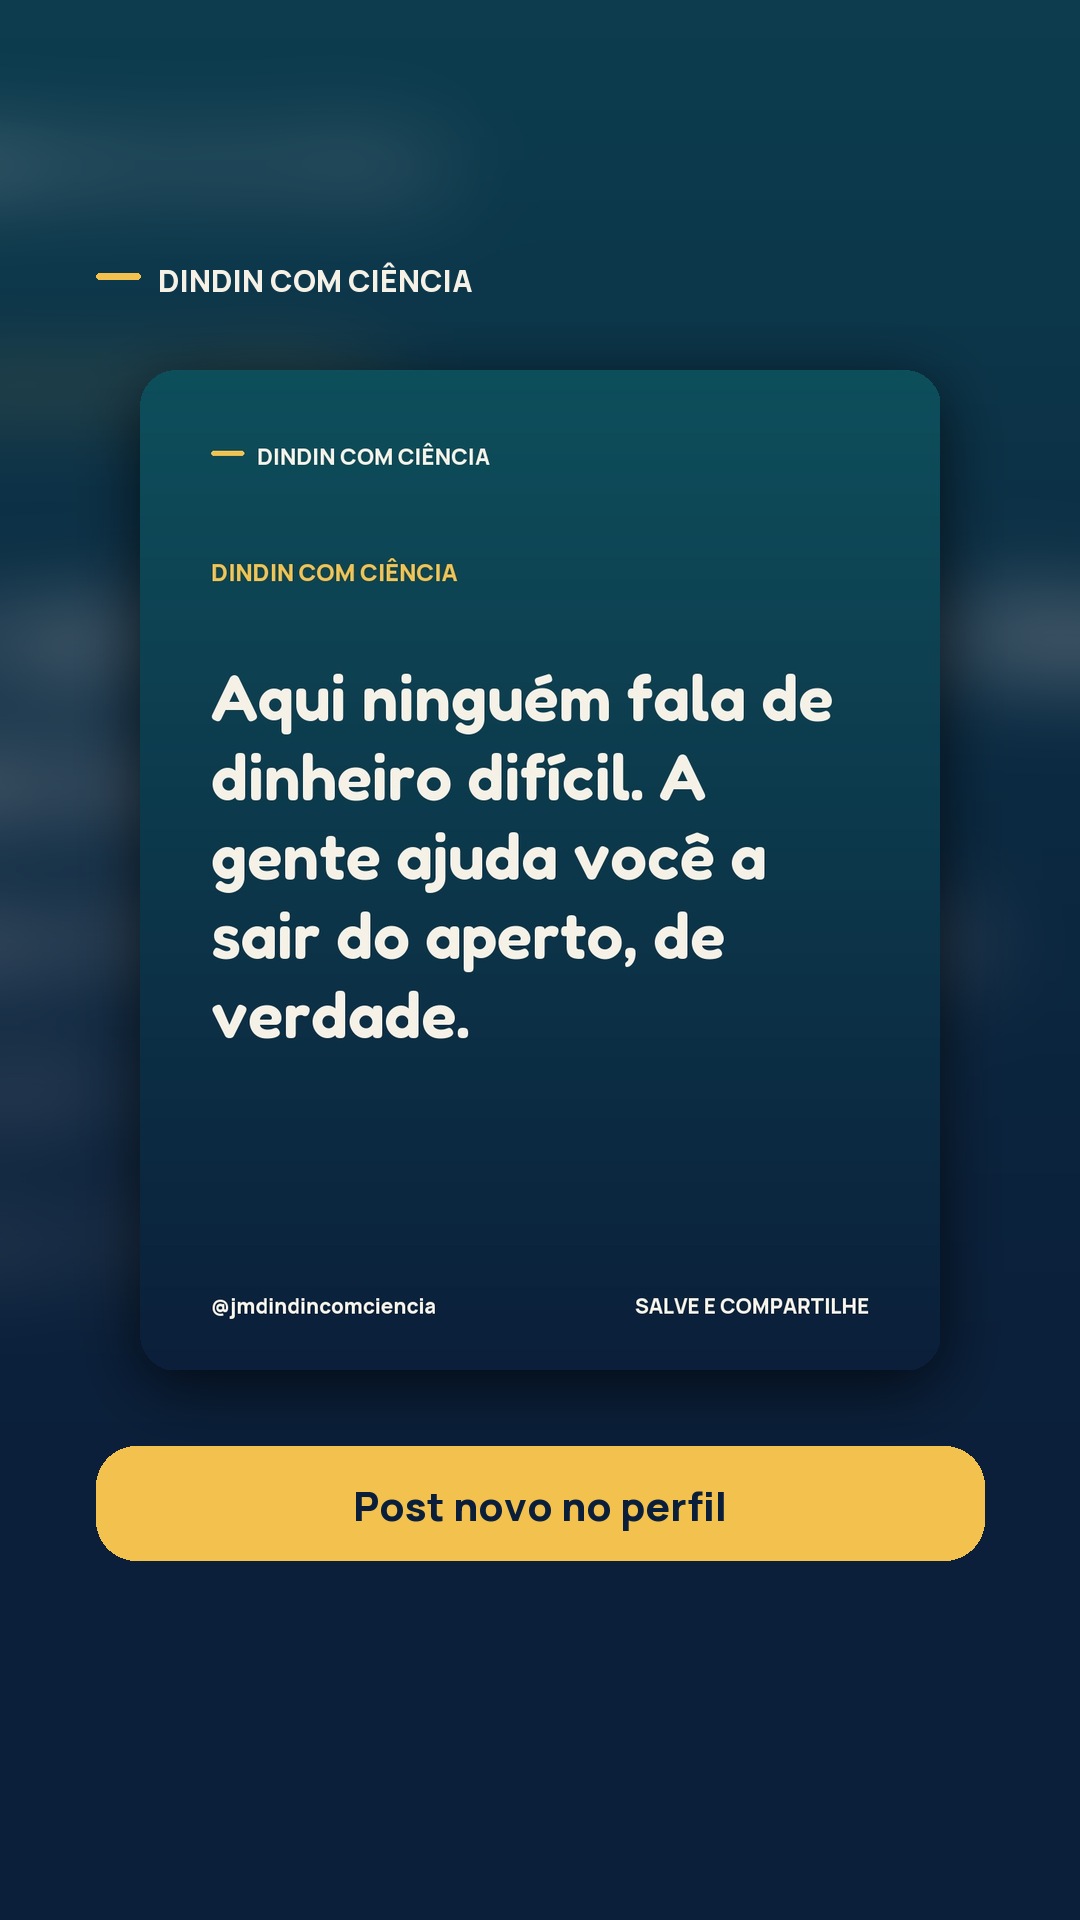 DINDIN COM CIÊNCIA
DINDIN COM CIÊNCIA
DINDIN COM CIÊNCIA
Aqui ninguém fala de
dinheiro difícil. A
gente ajuda você a
sair do aperto, de
verdade.
@jmdindincomciencia
SALVE E COMPARTILHE
Post novo no perfil